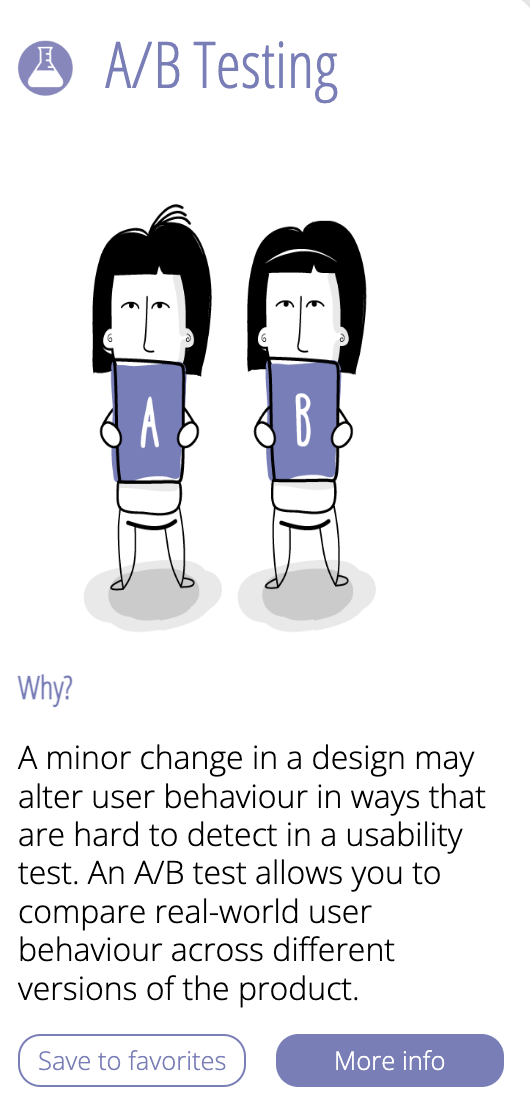 A/B Testing
A
B
Why?
A minor change in a design may
alter user behaviour in ways that
are hard to detect in a usability
test. An A/B test allows you to
compare real-world user
behaviour across different
versions of the product.
Save to favorites
More info